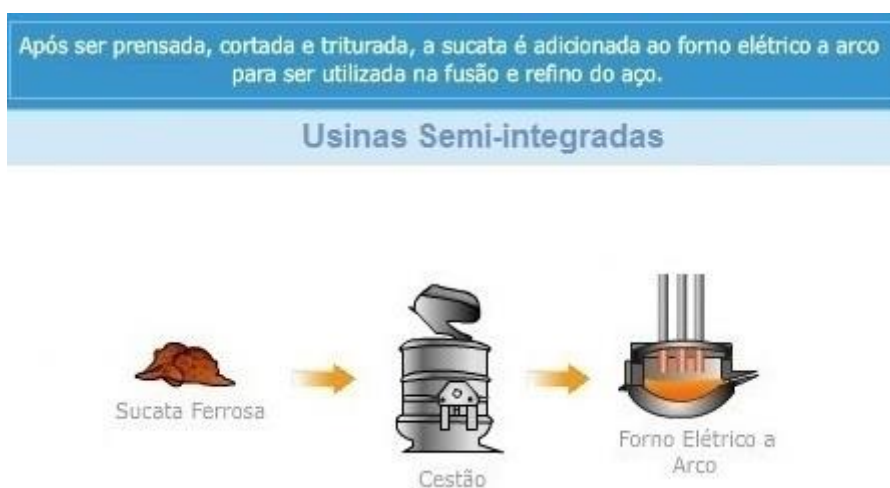 Após ser prensada, cortada e triturada, a sucata é adicionada ao forno elétrico a arco
para ser utilizada na fusão e refino do aço.
Usinas Semi-integradas
Sucata Ferrosa
Cestão
Forno Elétrico a
Arco